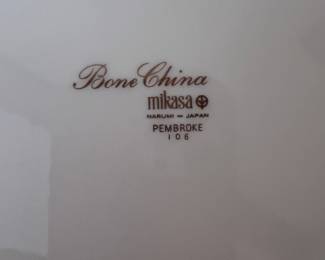 Bone China
mikasa
NARUMI – JAPAN
PEMBROKE
106